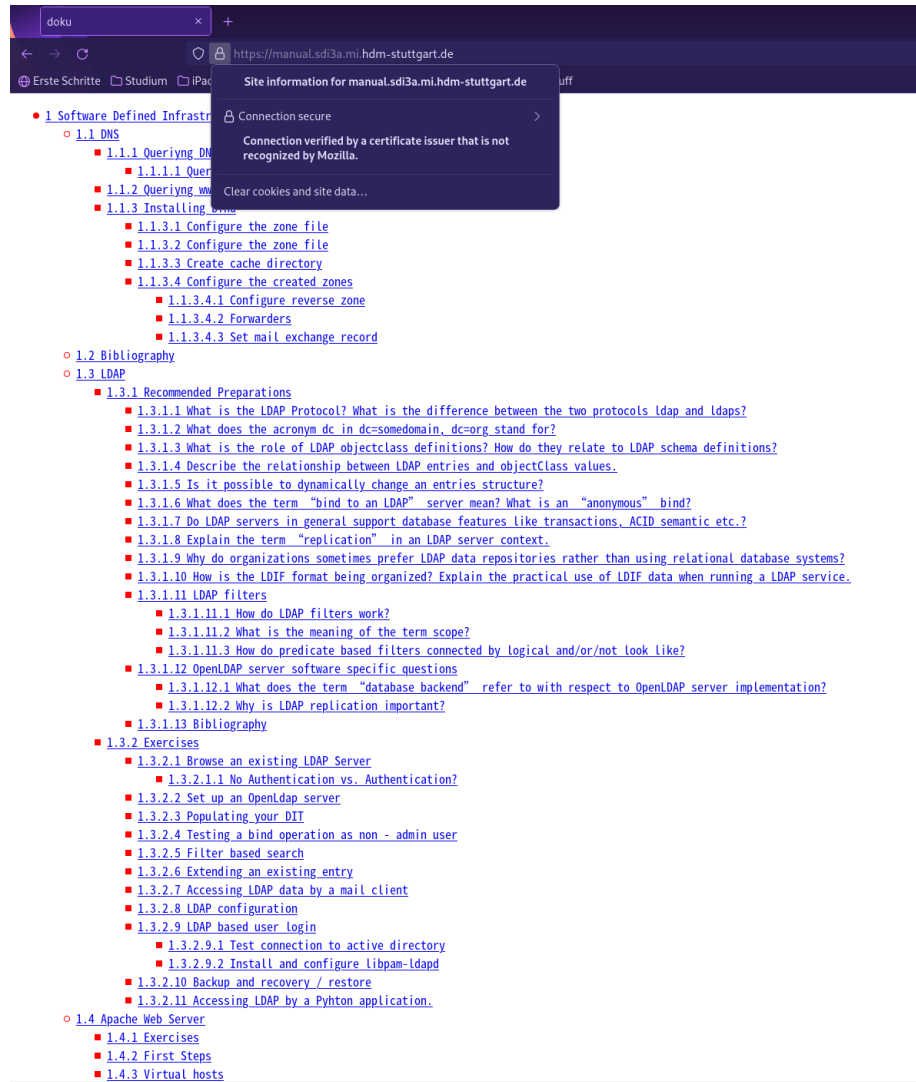 doku
https://manual.sdi3a.mi.hdm-stuttgart.de
Erste Schritte Studium iPac uff
Site information for manual.sdi3a.mi.hdm-stuttgart.de
Connection secure
Connection verified by a certificate issuer that is not
recognized by Mozilla.
Clear cookies and site data…
1 Software Defined Infrastr
1.1 DNS
1.1.1 Queriyng DN
1.1.1.1 Quer
1.1.2 Queriyng ww
1.1.3 Installing bind
1.1.3.1 Configure the zone file
1.1.3.2 Configure the zone file
1.1.3.3 Create cache directory
1.1.3.4 Configure the created zones
1.1.3.4.1 Configure reverse zone
1.1.3.4.2 Forwarders
1.1.3.4.3 Set mail exchange record
1.2 Bibliography
1.3 LDAP
1.3.1 Recommended Preparations
1.3.1.1 What is the LDAP Protocol? What is the difference between the two protocols ldap and ldaps?
1.3.1.2 What does the acronym dc in dc=somedomain, dc=org stand for?
1.3.1.3 What is the role of LDAP objectclass definitions? How do they relate to LDAP schema definitions?
1.3.1.4 Describe the relationship between LDAP entries and objectClass values.
1.3.1.5 Is it possible to dynamically change an entries structure?
1.3.1.6 What does the term “bind to an LDAP” server mean? What is an “anonymous” bind?
1.3.1.7 Do LDAP servers in general support database features like transactions, ACID semantic etc.?
1.3.1.8 Explain the term “replication” in an LDAP server context.
1.3.1.9 Why do organizations sometimes prefer LDAP data repositories rather than using relational database systems?
1.3.1.10 How is the LDIF format being organized? Explain the practical use of LDIF data when running a LDAP service.
1.3.1.11 LDAP filters
1.3.1.11.1 How do LDAP filters work?
1.3.1.11.2 What is the meaning of the term scope?
1.3.1.11.3 How do predicate based filters connected by logical and/or/not look like?
1.3.1.12 OpenLDAP server software specific questions
1.3.1.12.1 What does the term “database backend” refer to with respect to OpenLDAP server implementation?
1.3.1.12.2 Why is LDAP replication important?
1.3.1.13 Bibliography
1.3.2 Exercises
1.3.2.1 Browse an existing LDAP Server
1.3.2.1.1 No Authentication vs. Authentication?
1.3.2.2 Set up an OpenLdap server
1.3.2.3 Populating your DIT
1.3.2.4 Testing a bind operation as non - admin user
1.3.2.5 Filter based search
1.3.2.6 Extending an existing entry
1.3.2.7 Accessing LDAP data by a mail client
1.3.2.8 LDAP configuration
1.3.2.9 LDAP based user login
1.3.2.9.1 Test connection to active directory
1.3.2.9.2 Install and configure libpam-ldapd
1.3.2.10 Backup and recovery / restore
1.3.2.11 Accessing LDAP by a Pyhton application.
1.4 Apache Web Server
1.4.1 Exercises
1.4.2 First Steps
1.4.3 Virtual hosts